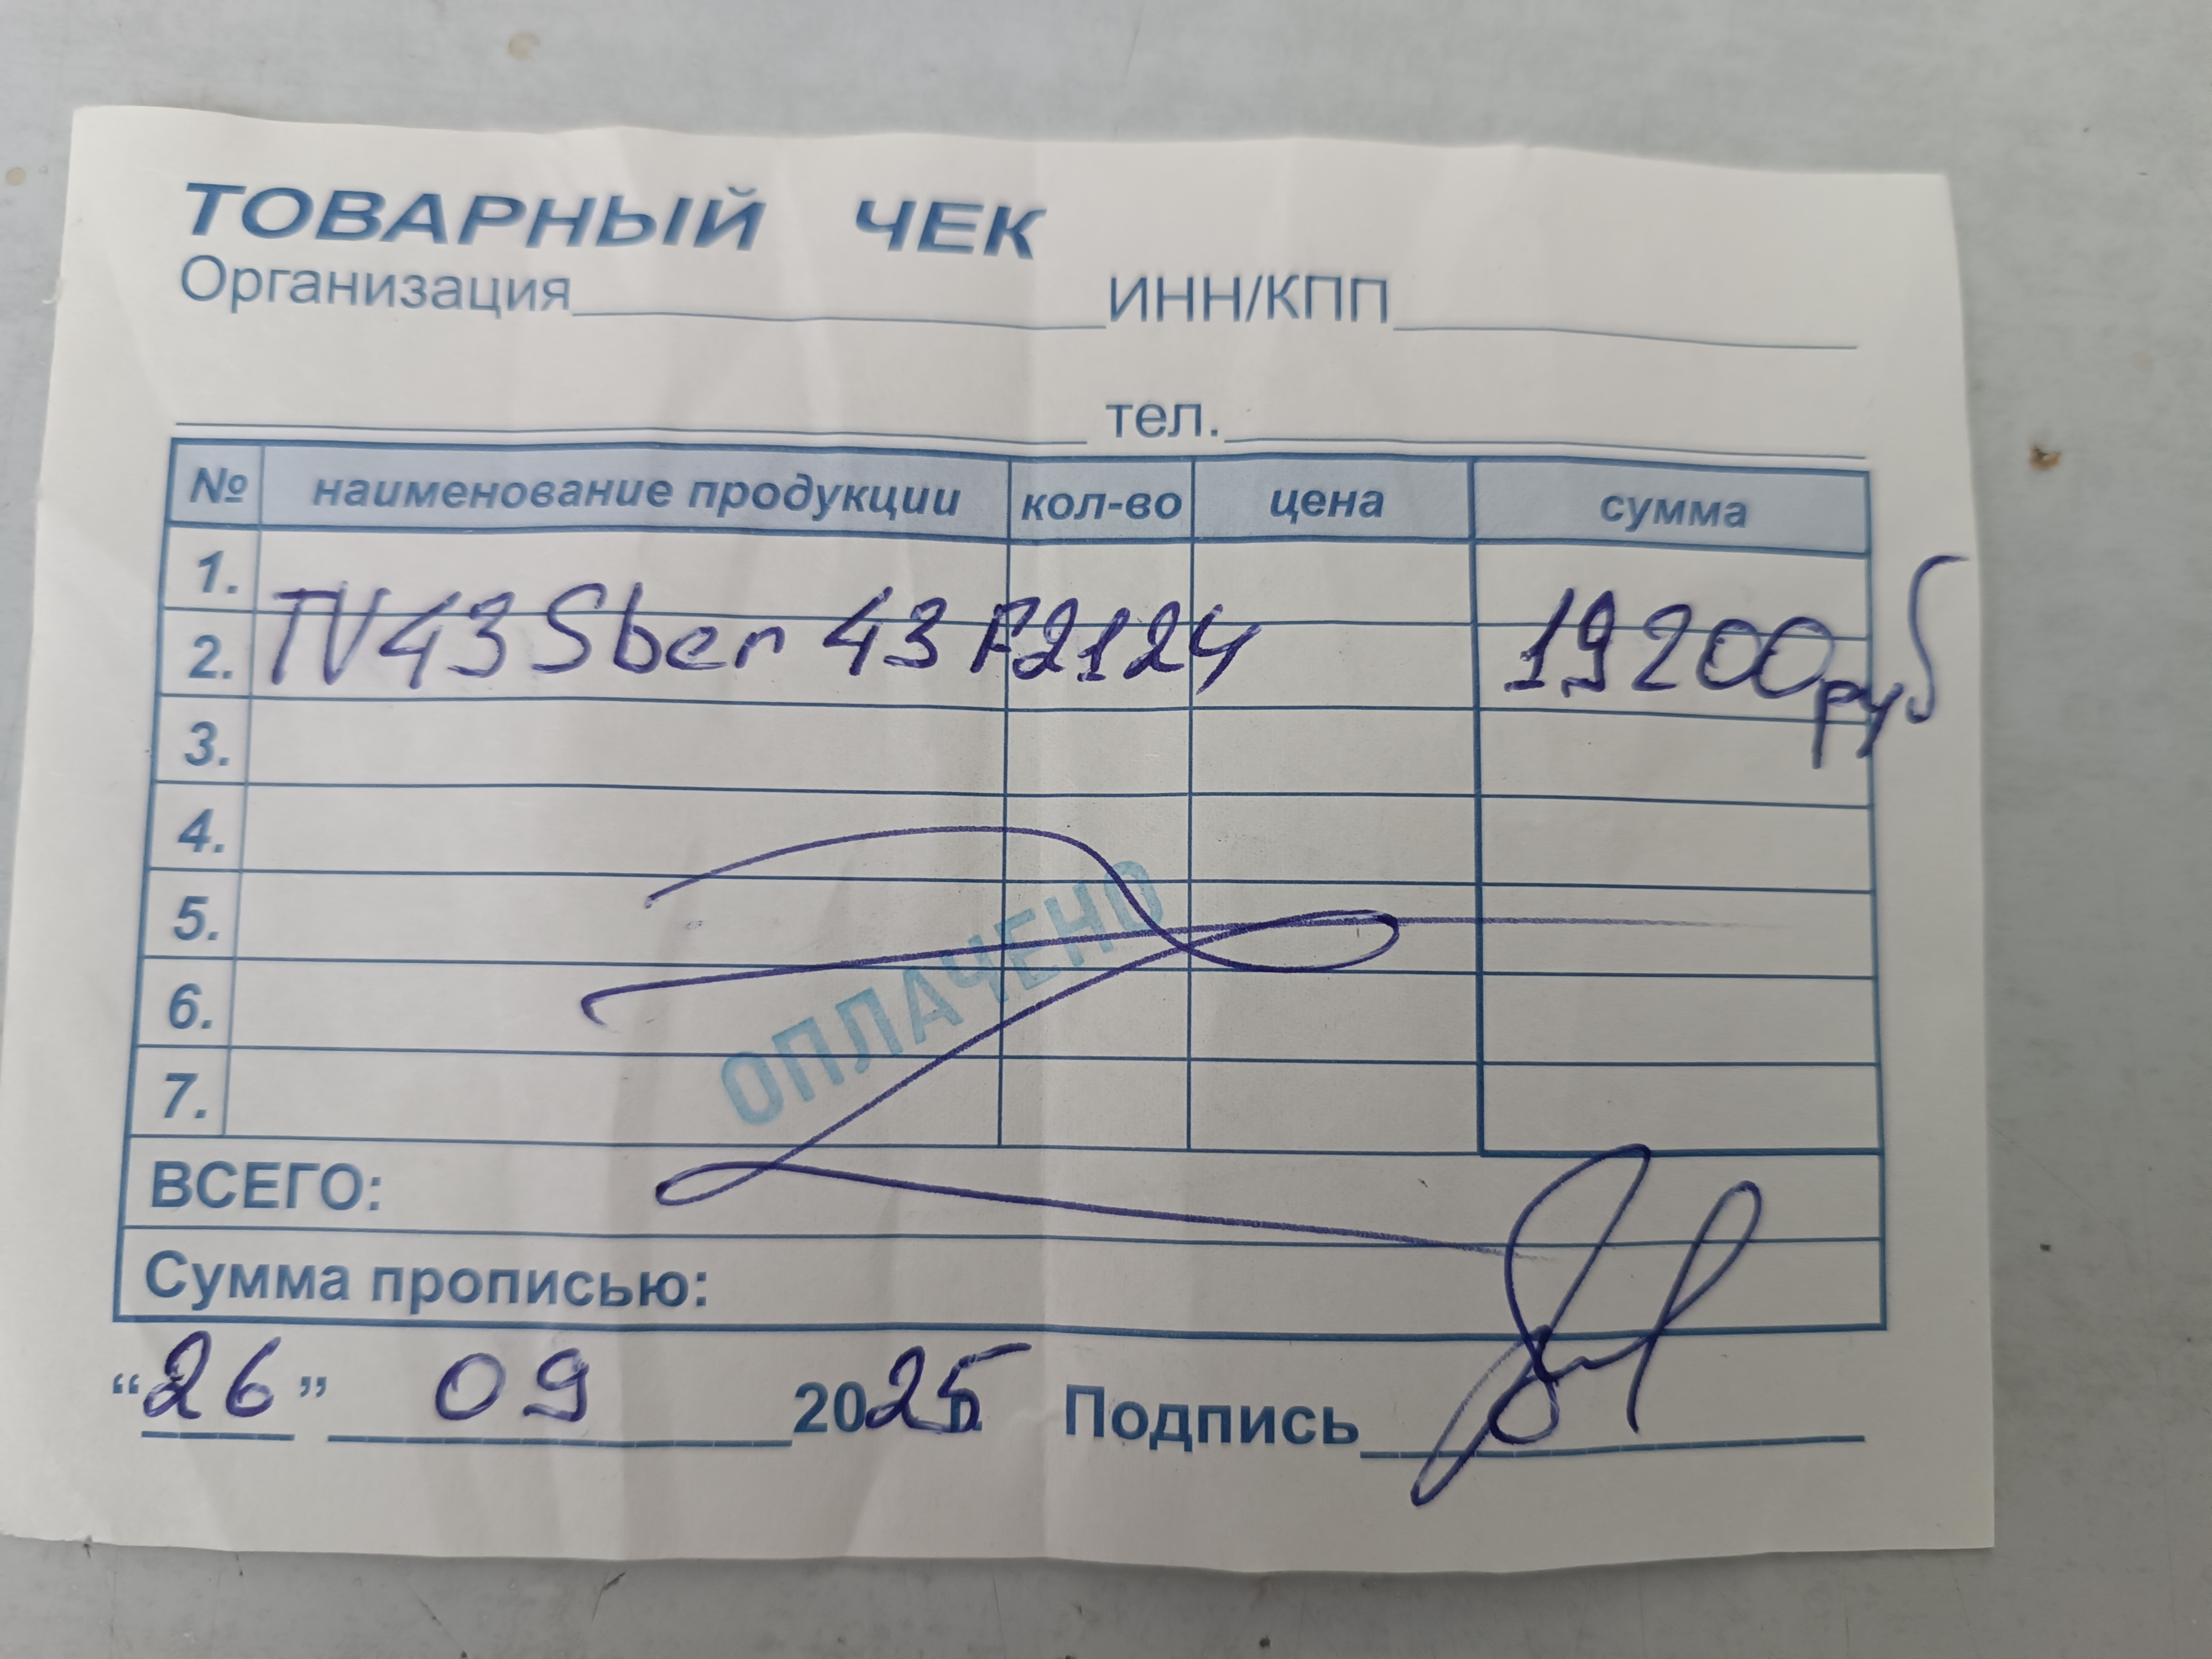 ТОВАРНЫЙ ЧЕК
Организация ИНН/КПП
тел.
№ наименование продукции кол-во цена сумма
1.
2. TV43 Sber 43 F2124 19200 руб
3.
4.
5.
6.
7.
ОПЛАЧЕНО
ВСЕГО:
Сумма прописью:
“26” 09 2025 Подпись